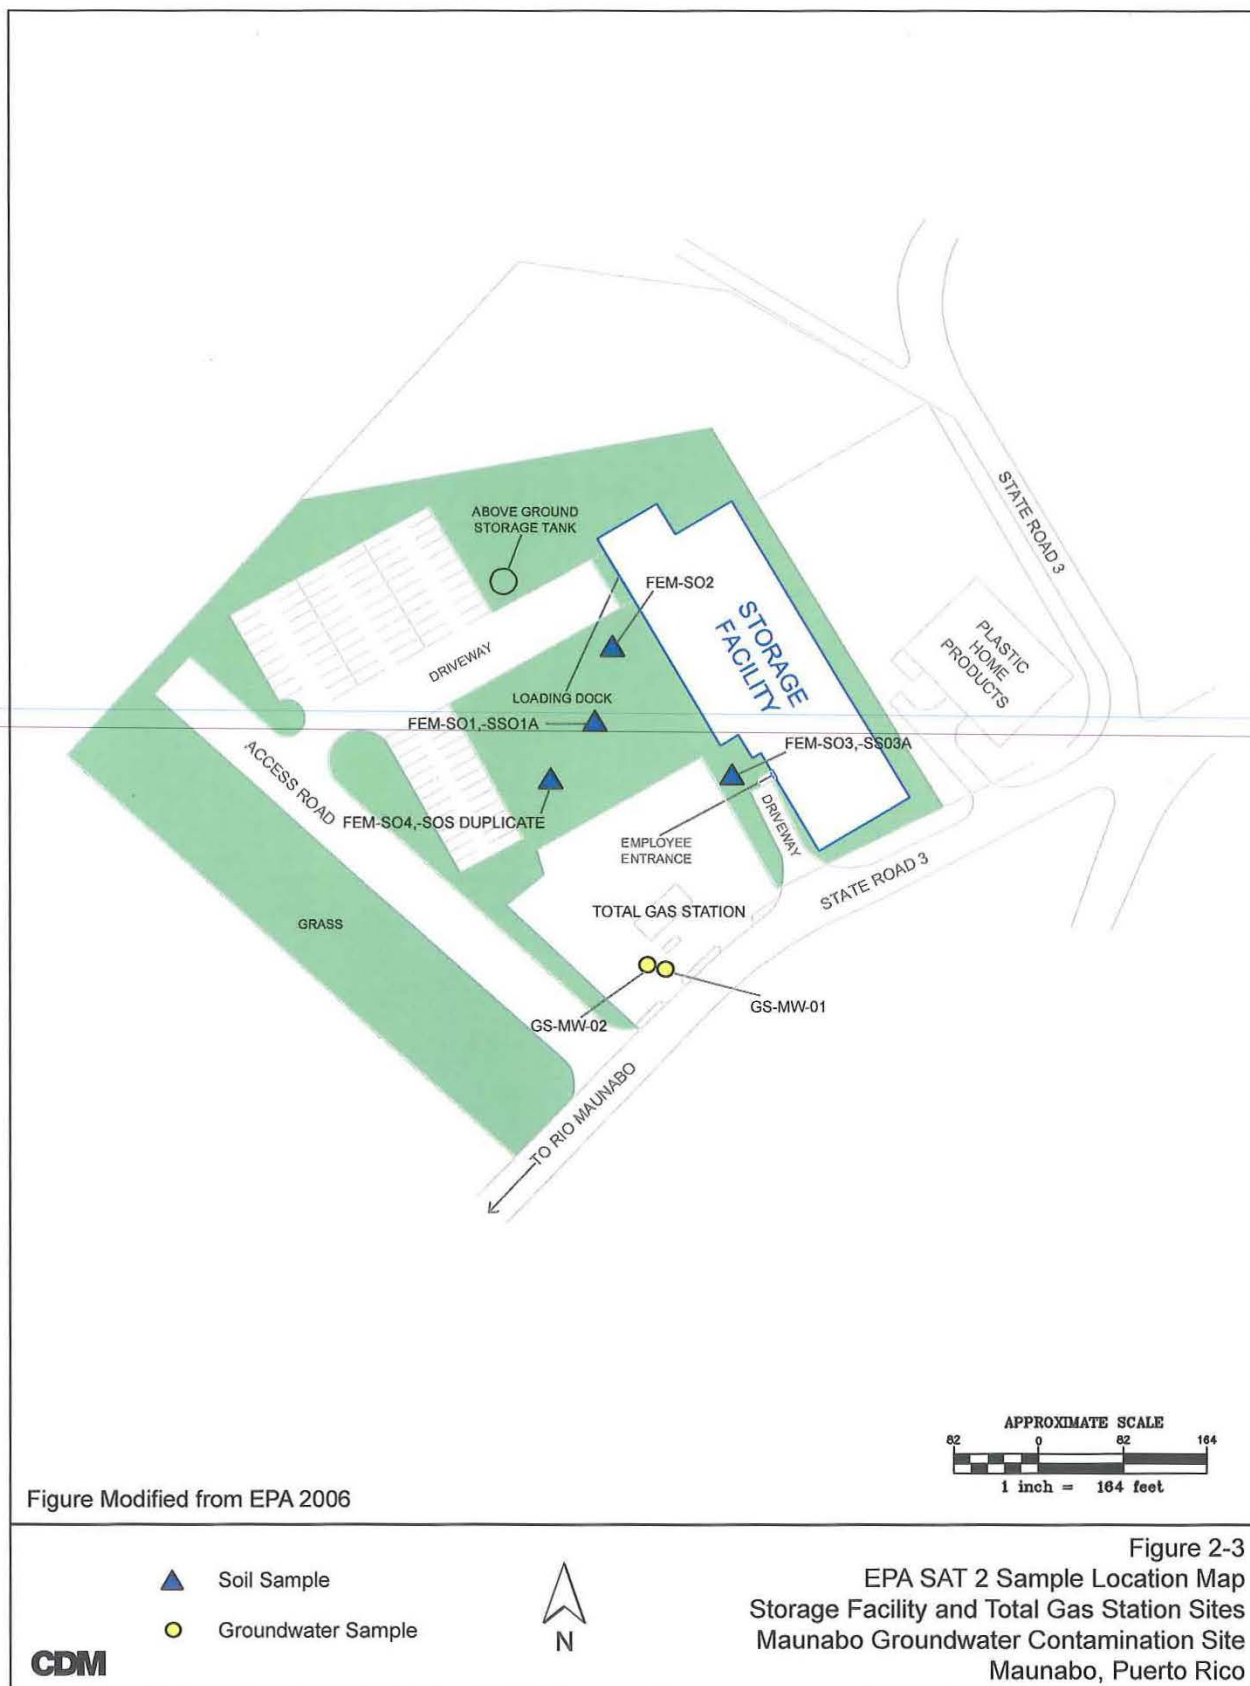 STATE ROAD 3
ABOVE GROUND
STORAGE TANK
FEM-SO2
STORAGE
FACILITY
PLASTIC
HOME
PRODUCTS
DRIVEWAY
LOADING DOCK
FEM-SO1,-SSO1A
FEM-SO3,-SS03A
ACCESS ROAD
FEM-SO4,-SOS DUPLICATE
DRIVEWAY
EMPLOYEE
ENTRANCE
STATE ROAD 3
TOTAL GAS STATION
GRASS
GS-MW-01
GS-MW-02
TO RIO MAUNABO
APPROXIMATE SCALE
82 0 82 164
1 inch = 164 feet
Figure Modified from EPA 2006
Soil Sample
Groundwater Sample
N
CDM
Figure 2-3
EPA SAT 2 Sample Location Map
Storage Facility and Total Gas Station Sites
Maunabo Groundwater Contamination Site
Maunabo, Puerto Rico